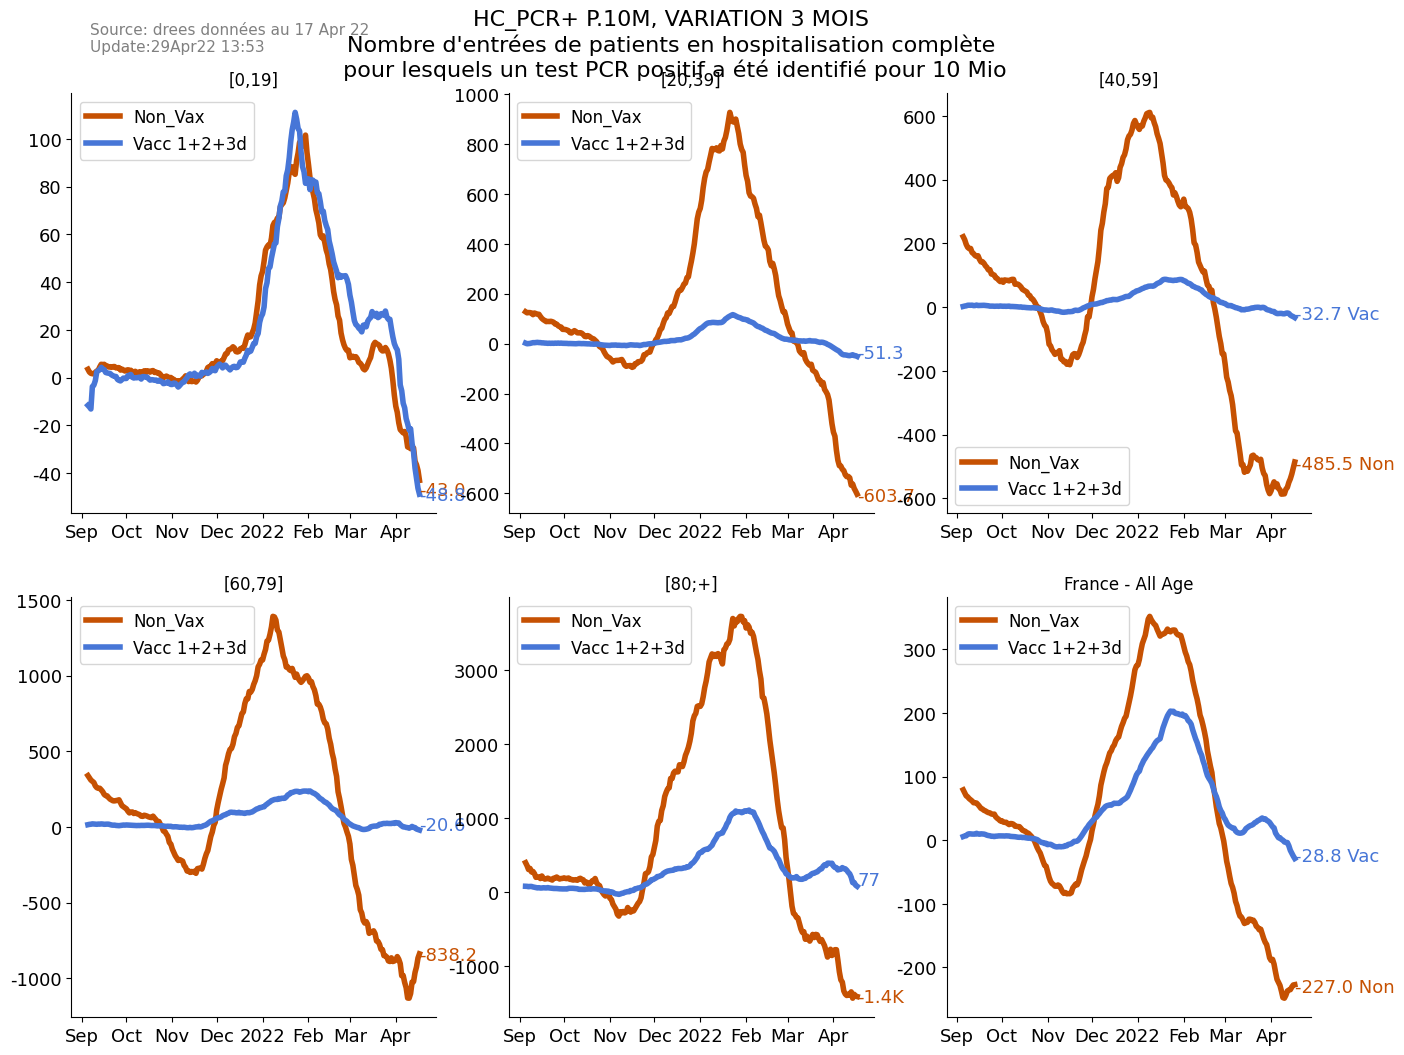 HC_PCR+ P.10M, VARIATION 3 MOIS
Nombre d'entrées de patients en hospitalisation complète
pour lesquels un test PCR positif a été identifié pour 10 Mio
Source: drees données au 17 Apr 22
Update:29Apr22 13:53
[0,19]
Non_Vax
Vacc 1+2+3d
100
80
60
40
20
0
-20
-40
-43.0
-48.8
Sep Oct Nov Dec 2022 Feb Mar Apr
[20,39]
Non_Vax
Vacc 1+2+3d
1000
800
600
400
200
0
-200
-400
-600
-51.3
-603.7
Sep Oct Nov Dec 2022 Feb Mar Apr
[40,59]
600
400
200
0
-200
-400
-600
-32.7 Vac
-485.5 Non
Non_Vax
Vacc 1+2+3d
Sep Oct Nov Dec 2022 Feb Mar Apr
[60,79]
Non_Vax
Vacc 1+2+3d
1500
1000
500
0
-500
-1000
-20.6
-838.2
Sep Oct Nov Dec 2022 Feb Mar Apr
[80;+]
Non_Vax
Vacc 1+2+3d
3000
2000
1000
0
-1000
77
-1.4K
Sep Oct Nov Dec 2022 Feb Mar Apr
France - All Age
Non_Vax
Vacc 1+2+3d
300
200
100
0
-100
-200
-28.8 Vac
-227.0 Non
Sep Oct Nov Dec 2022 Feb Mar Apr